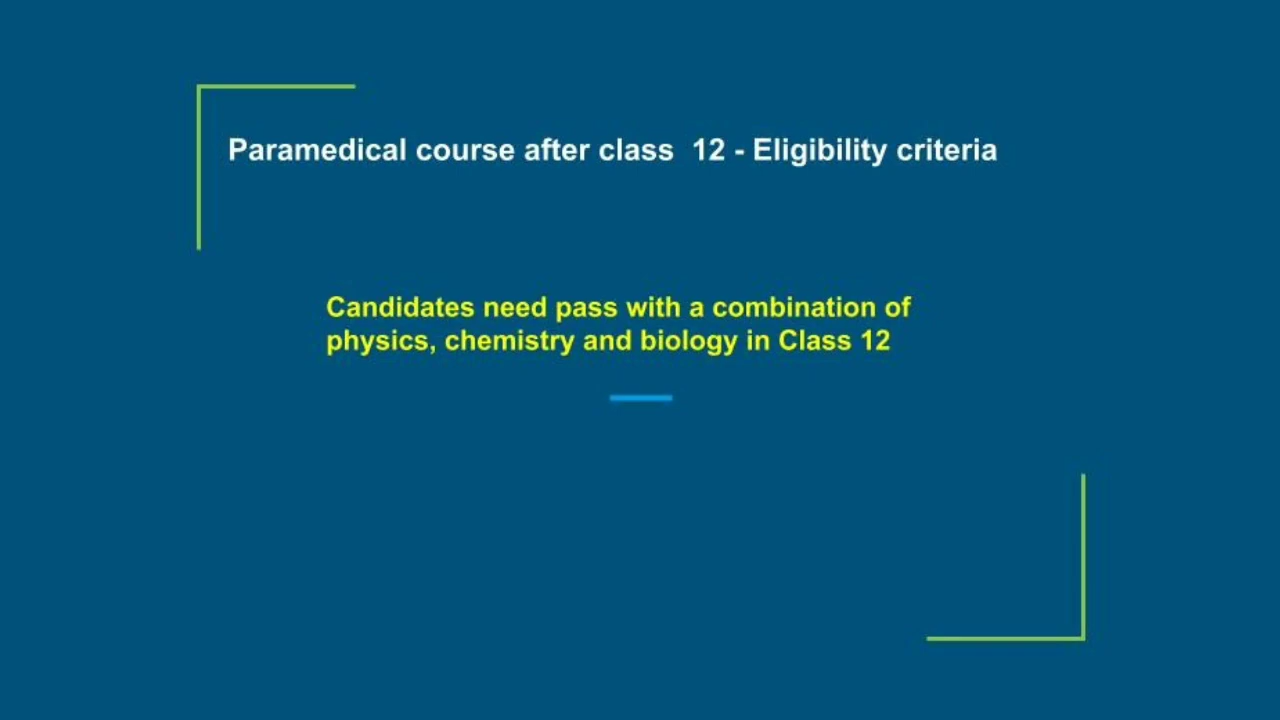 Paramedical course after class  12 - Eligibility criteria
Candidates need pass with a combination of
physics, chemistry and biology in Class 12